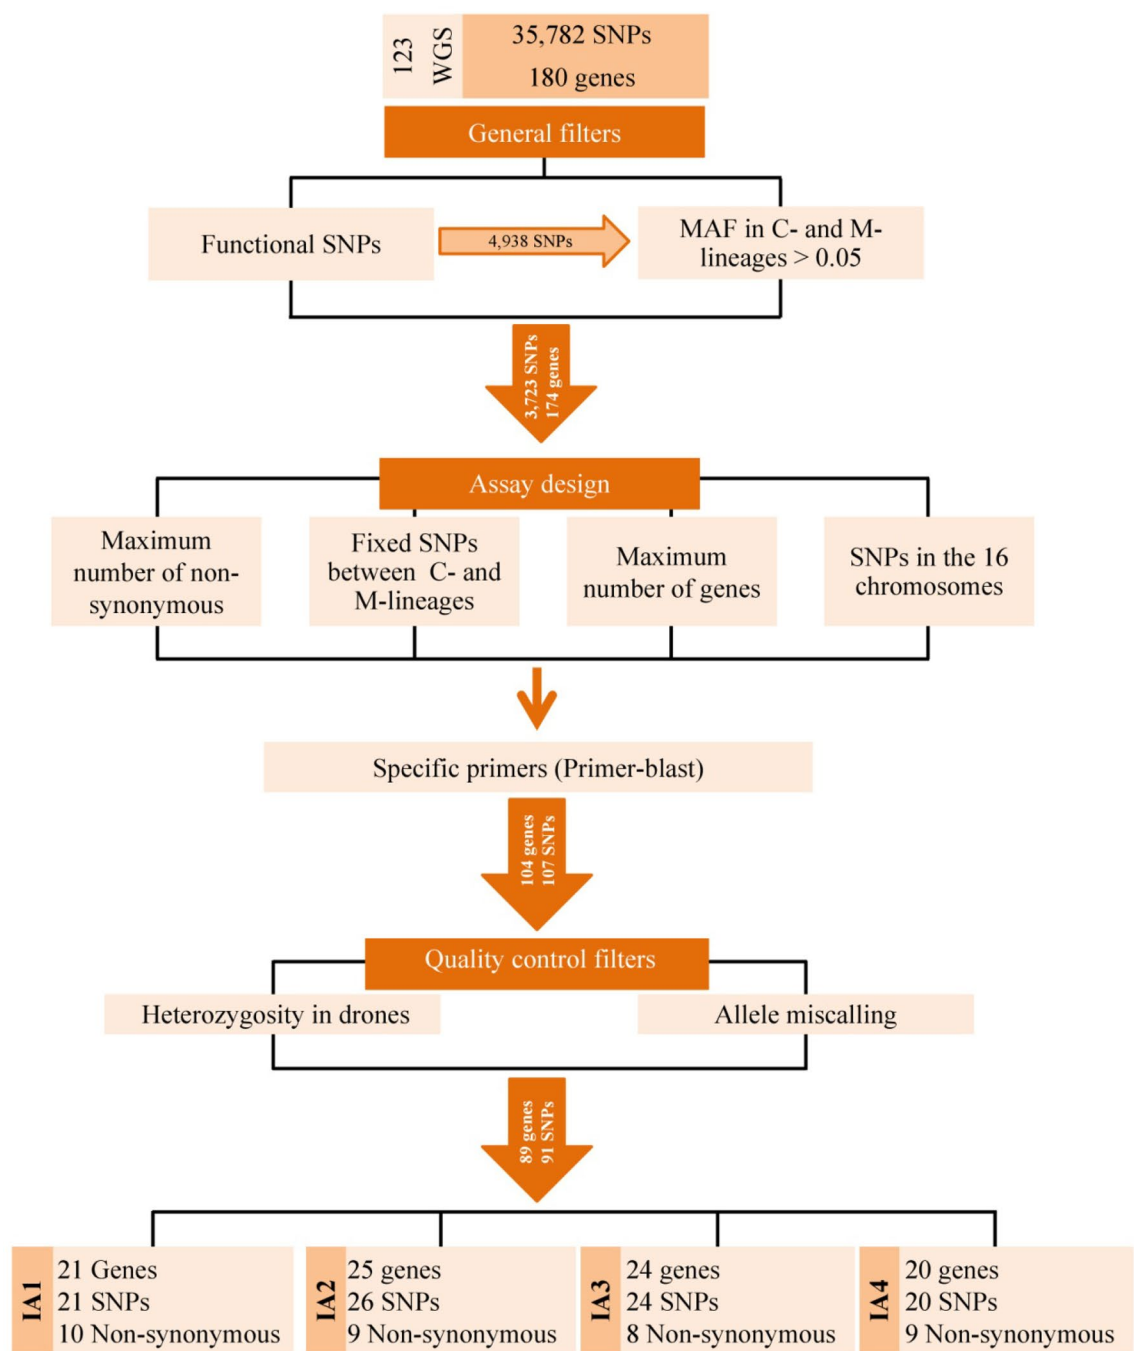 123
WGS
35,782 SNPs
180 genes
General filters
Functional SNPs
4,938 SNPs
MAF in C- and M-
lineages > 0.05
3,723 SNPs
174 genes
Assay design
Maximum
number of non-
synonymous
Fixed SNPs
between C- and
M-lineages
Maximum
number of genes
SNPs in the 16
chromosomes
Specific primers (Primer-blast)
104 genes
107 SNPs
Quality control filters
Heterozygosity in drones
Allele miscalling
89 genes
91 SNPs
IA1
21 Genes
21 SNPs
10 Non-synonymous
IA2
25 genes
26 SNPs
9 Non-synonymous
IA3
24 genes
24 SNPs
8 Non-synonymous
IA4
20 genes
20 SNPs
9 Non-synonymous